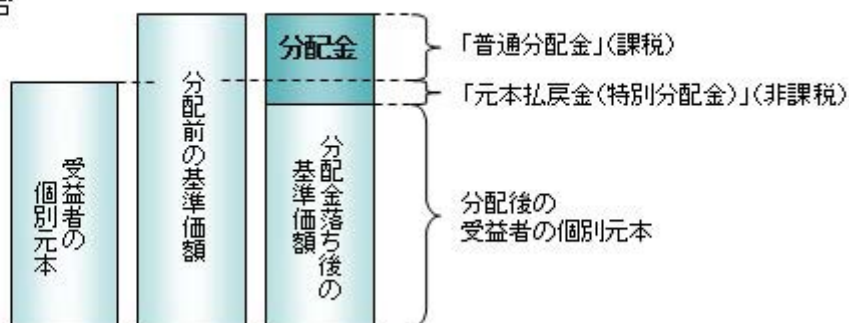 受益者の
個別元本
分配前の基準価額
分配金
分配金落ち後の
基準価額
「普通分配金」(課税)
「元本払戻金(特別分配金)」(非課税)
分配後の
受益者の個別元本